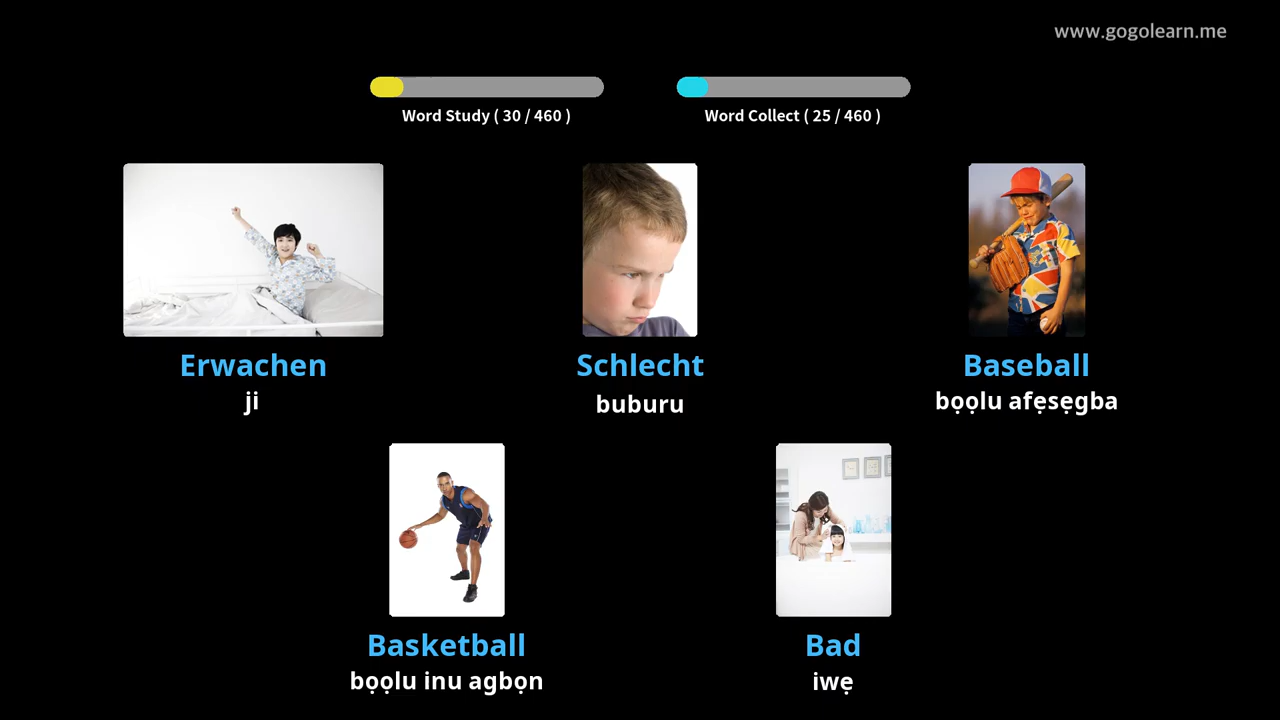 www.gogolearn.me
Word Study ( 30 / 460 )
Word Collect ( 25 / 460 )
Erwachen
ji
Schlecht
buburu
Baseball
bọọlu afẹsẹgba
Basketball
bọọlu inu agbọn
Bad
iwẹ